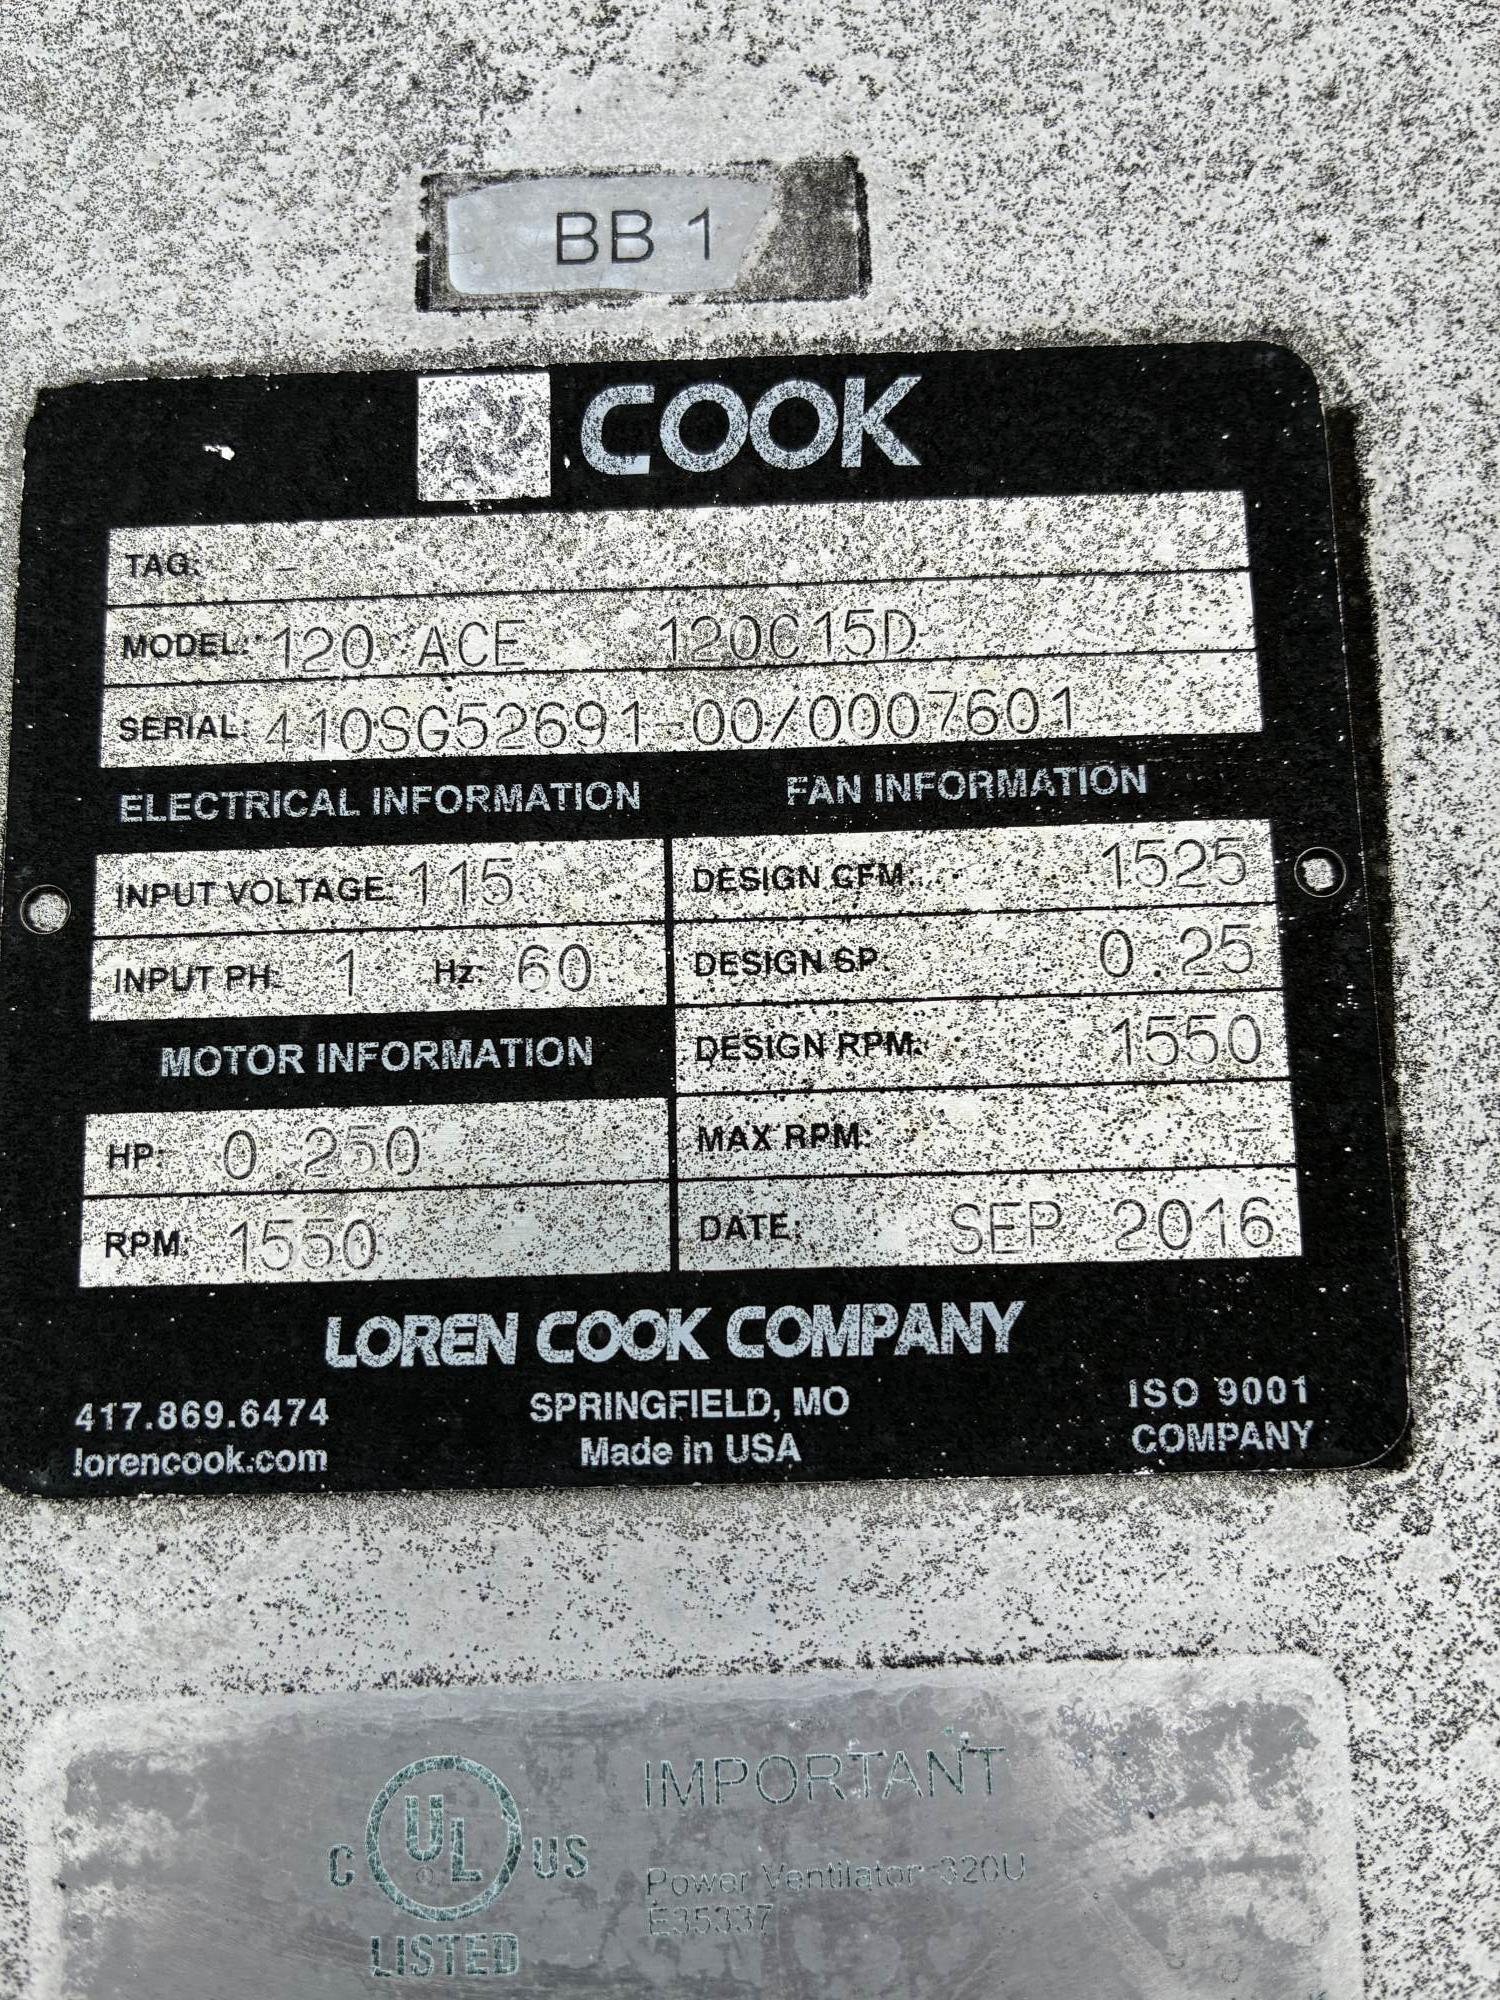 BB 1
COOK
TAG: -
MODEL: 120 ACE 120C15D
SERIAL: 410SG52691-00/0007601
ELECTRICAL INFORMATION FAN INFORMATION
INPUT VOLTAGE: 115 DESIGN CFM: 1525
INPUT PH: 1 Hz: 60 DESIGN SP: 0.25
MOTOR INFORMATION DESIGN RPM: 1550
HP: 0.250 MAX RPM: -
RPM: 1550 DATE: SEP 2016
LOREN COOK COMPANY
417.869.6474 SPRINGFIELD, MO ISO 9001
lorencook.com Made in USA COMPANY
IMPORTANT
C UL US Power Ventilator 320U
E35337
LISTED